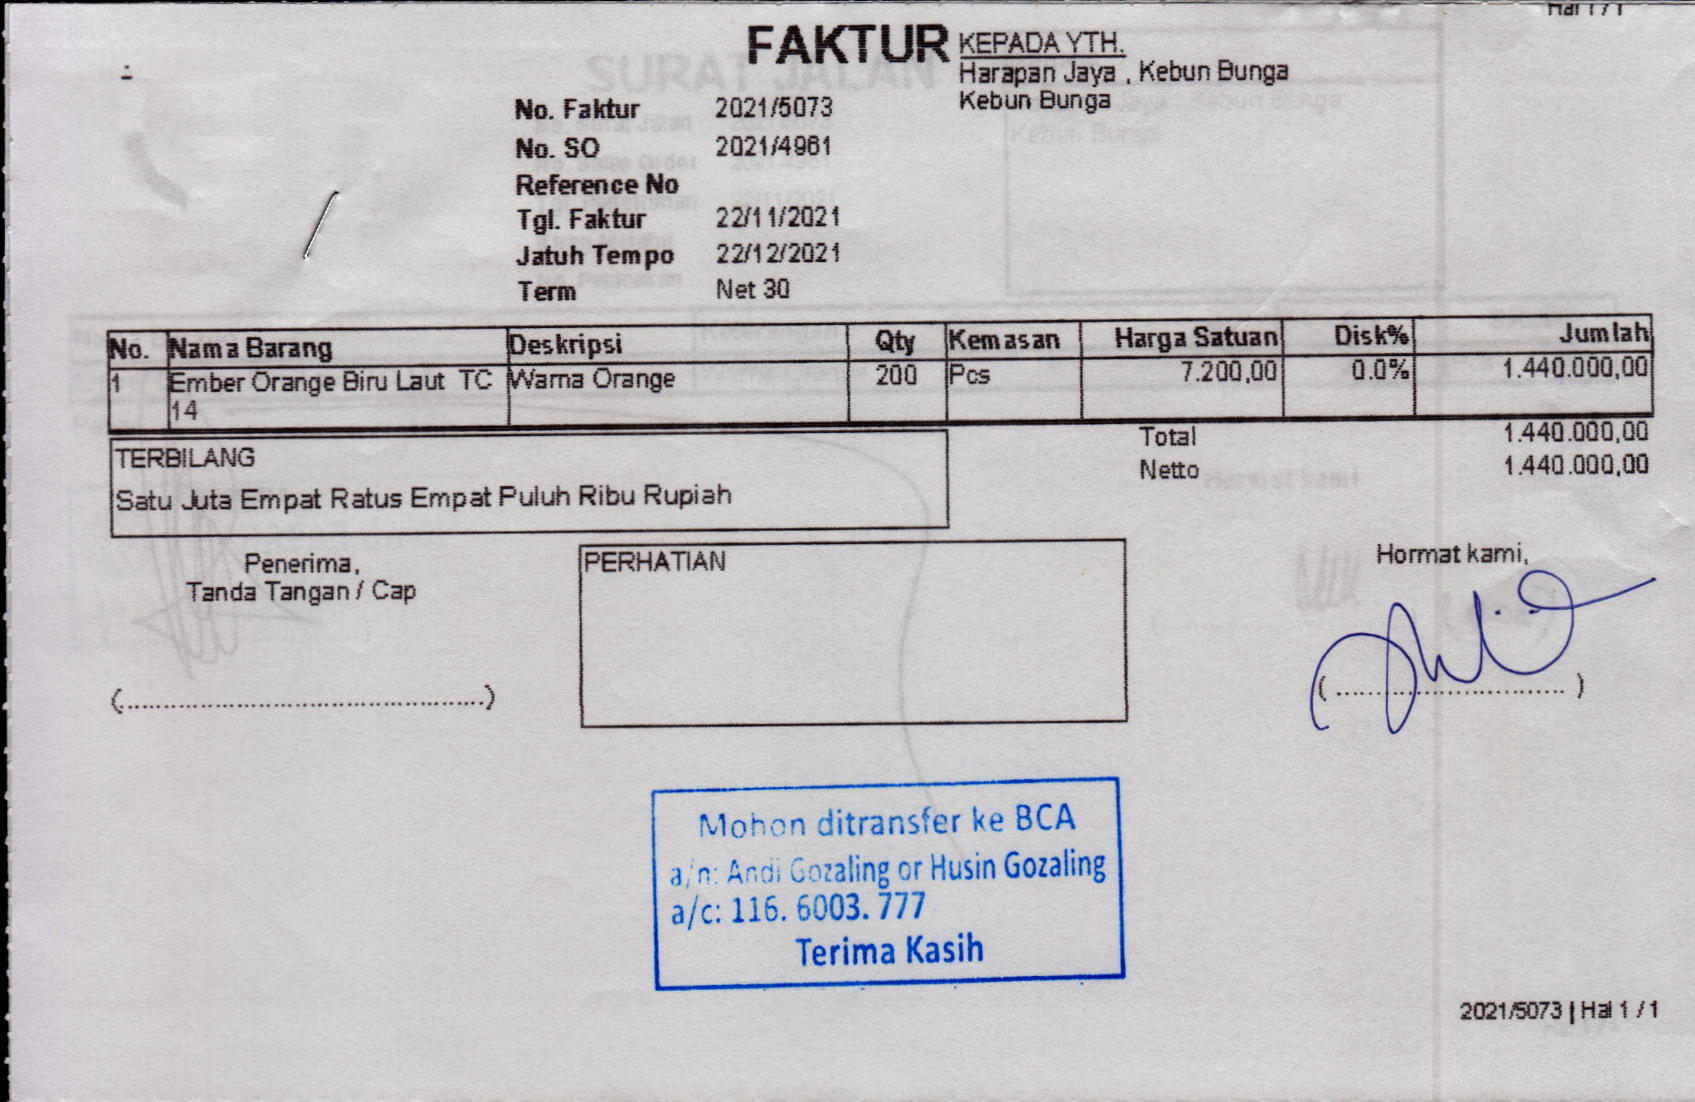 Hal 1 / 1
FAKTUR
KEPADA YTH.
Harapan Jaya , Kebun Bunga
Kebun Bunga
No. Faktur 2021/5073
No. SO 2021/4961
Reference No
Tgl. Faktur 22/11/2021
Jatuh Tempo 22/12/2021
Term Net 30
No. Nama Barang Deskripsi Qty Kemasan Harga Satuan Disk% Jumlah
1 Ember Orange Biru Laut TC Warna Orange 200 Pcs 7.200,00 0.0% 1.440.000,00
14
Total 1.440.000,00
Netto 1.440.000,00
TERBILANG
Satu Juta Empat Ratus Empat Puluh Ribu Rupiah
Penerima,
Tanda Tangan / Cap
(................................................)
PERHATIAN
Hormat kami,
( .............................. )
Mohon ditransfer ke BCA
a/n: Andi Gozaling or Husin Gozaling
a/c: 116. 6003. 777
Terima Kasih
2021/5073 | Hal 1 / 1